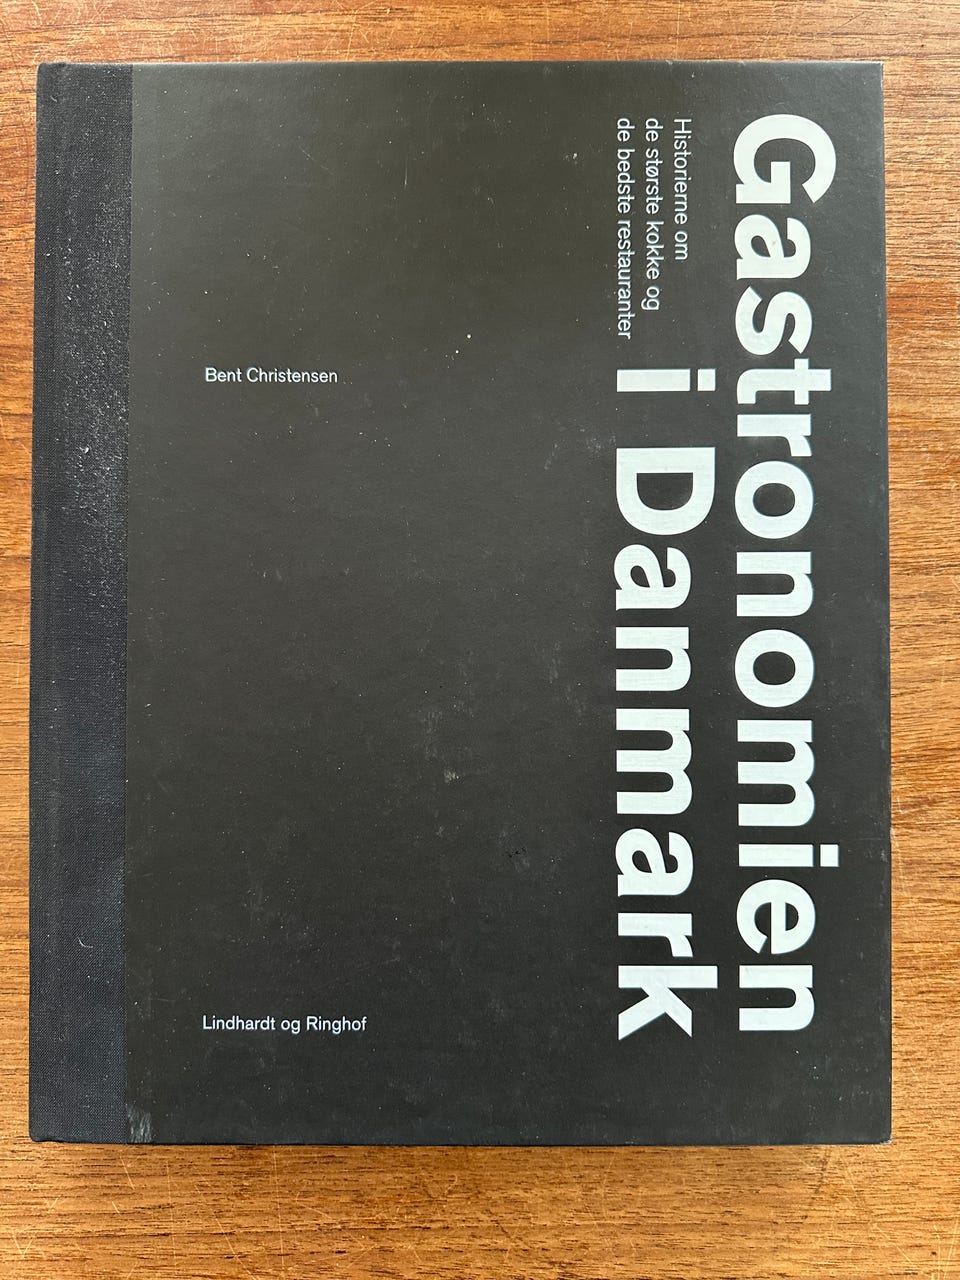 Gastronomien
i Danmark
Historierne om
de største kokke og
de bedste restauranter
Bent Christensen
Lindhardt og Ringhof